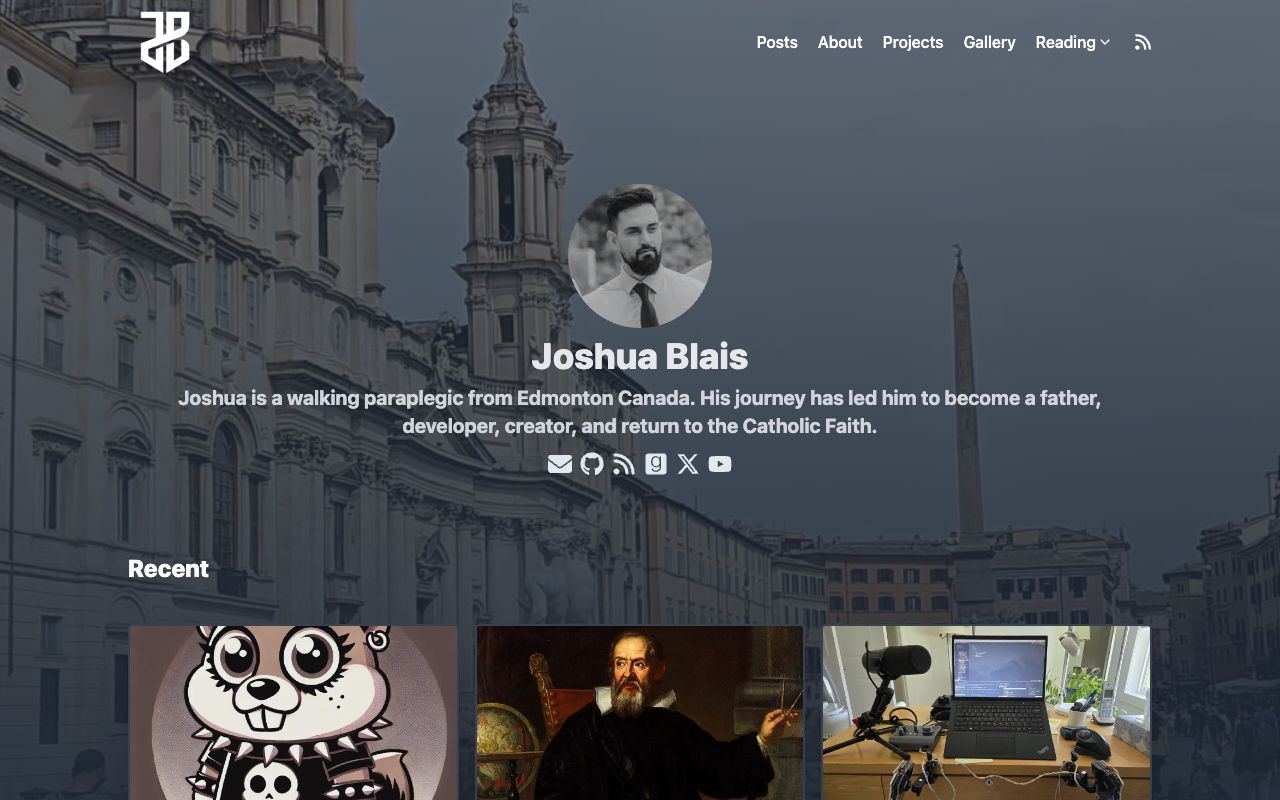 Posts About Projects Gallery Reading
Joshua Blais
Joshua is a walking paraplegic from Edmonton Canada. His journey has led him to become a father,
developer, creator, and return to the Catholic Faith.
Recent